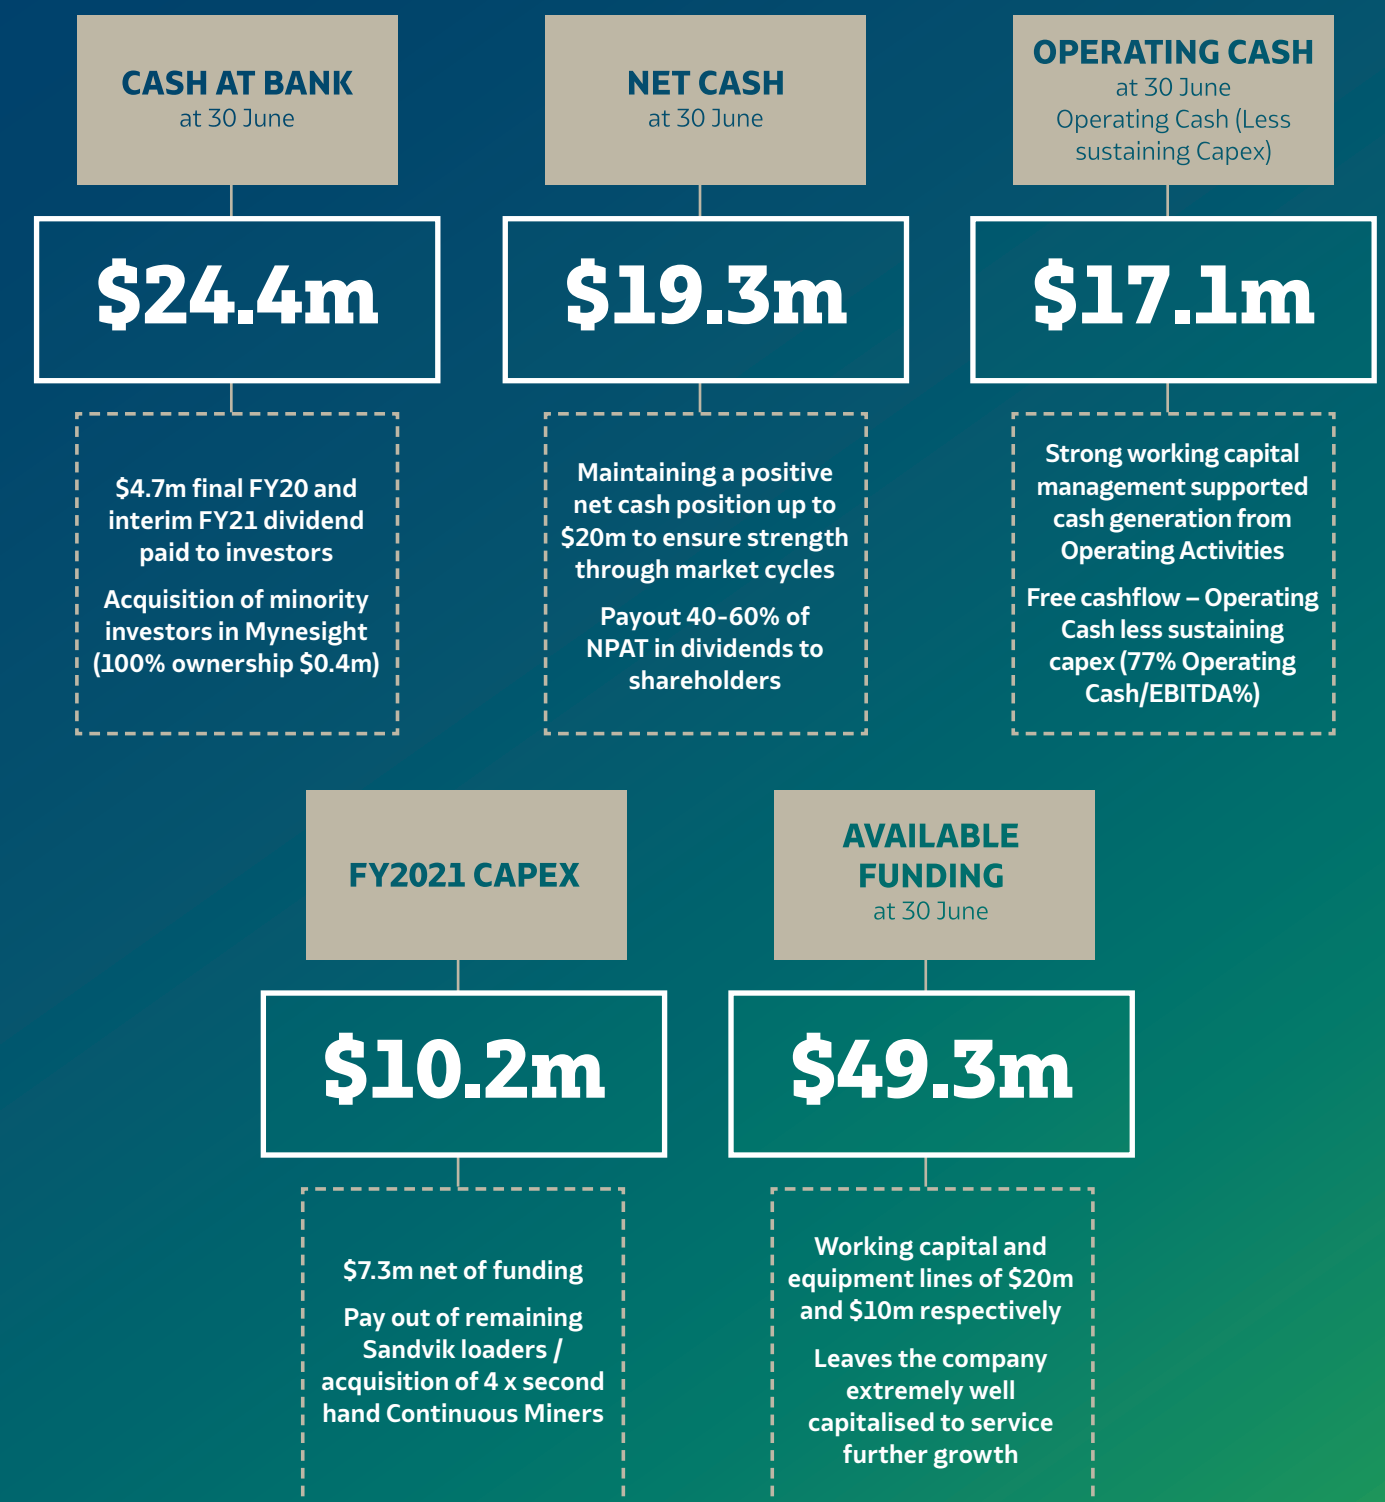 CASH AT BANK
at 30 June
$24.4m
$4.7m final FY20 and
interim FY21 dividend
paid to investors
Acquisition of minority
investors in Mynesight
(100% ownership $0.4m)
NET CASH
at 30 June
$19.3m
Maintaining a positive
net cash position up to
$20m to ensure strength
through market cycles
Payout 40-60% of
NPAT in dividends to
shareholders
OPERATING CASH
at 30 June
Operating Cash (Less
sustaining Capex)
$17.1m
Strong working capital
management supported
cash generation from
Operating Activities
Free cashflow – Operating
Cash less sustaining
capex (77% Operating
Cash/EBITDA%)
FY2021 CAPEX
$10.2m
$7.3m net of funding
Pay out of remaining
Sandvik loaders /
acquisition of 4 x second
hand Continuous Miners
AVAILABLE
FUNDING
at 30 June
$49.3m
Working capital and
equipment lines of $20m
and $10m respectively
Leaves the company
extremely well
capitalised to service
further growth